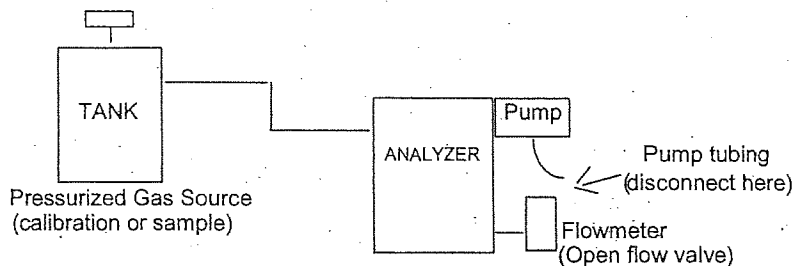 TANK
Pressurized Gas Source
(calibration or sample)
ANALYZER
Pump
Pump tubing
(disconnect here)
Flowmeter
(Open flow valve)